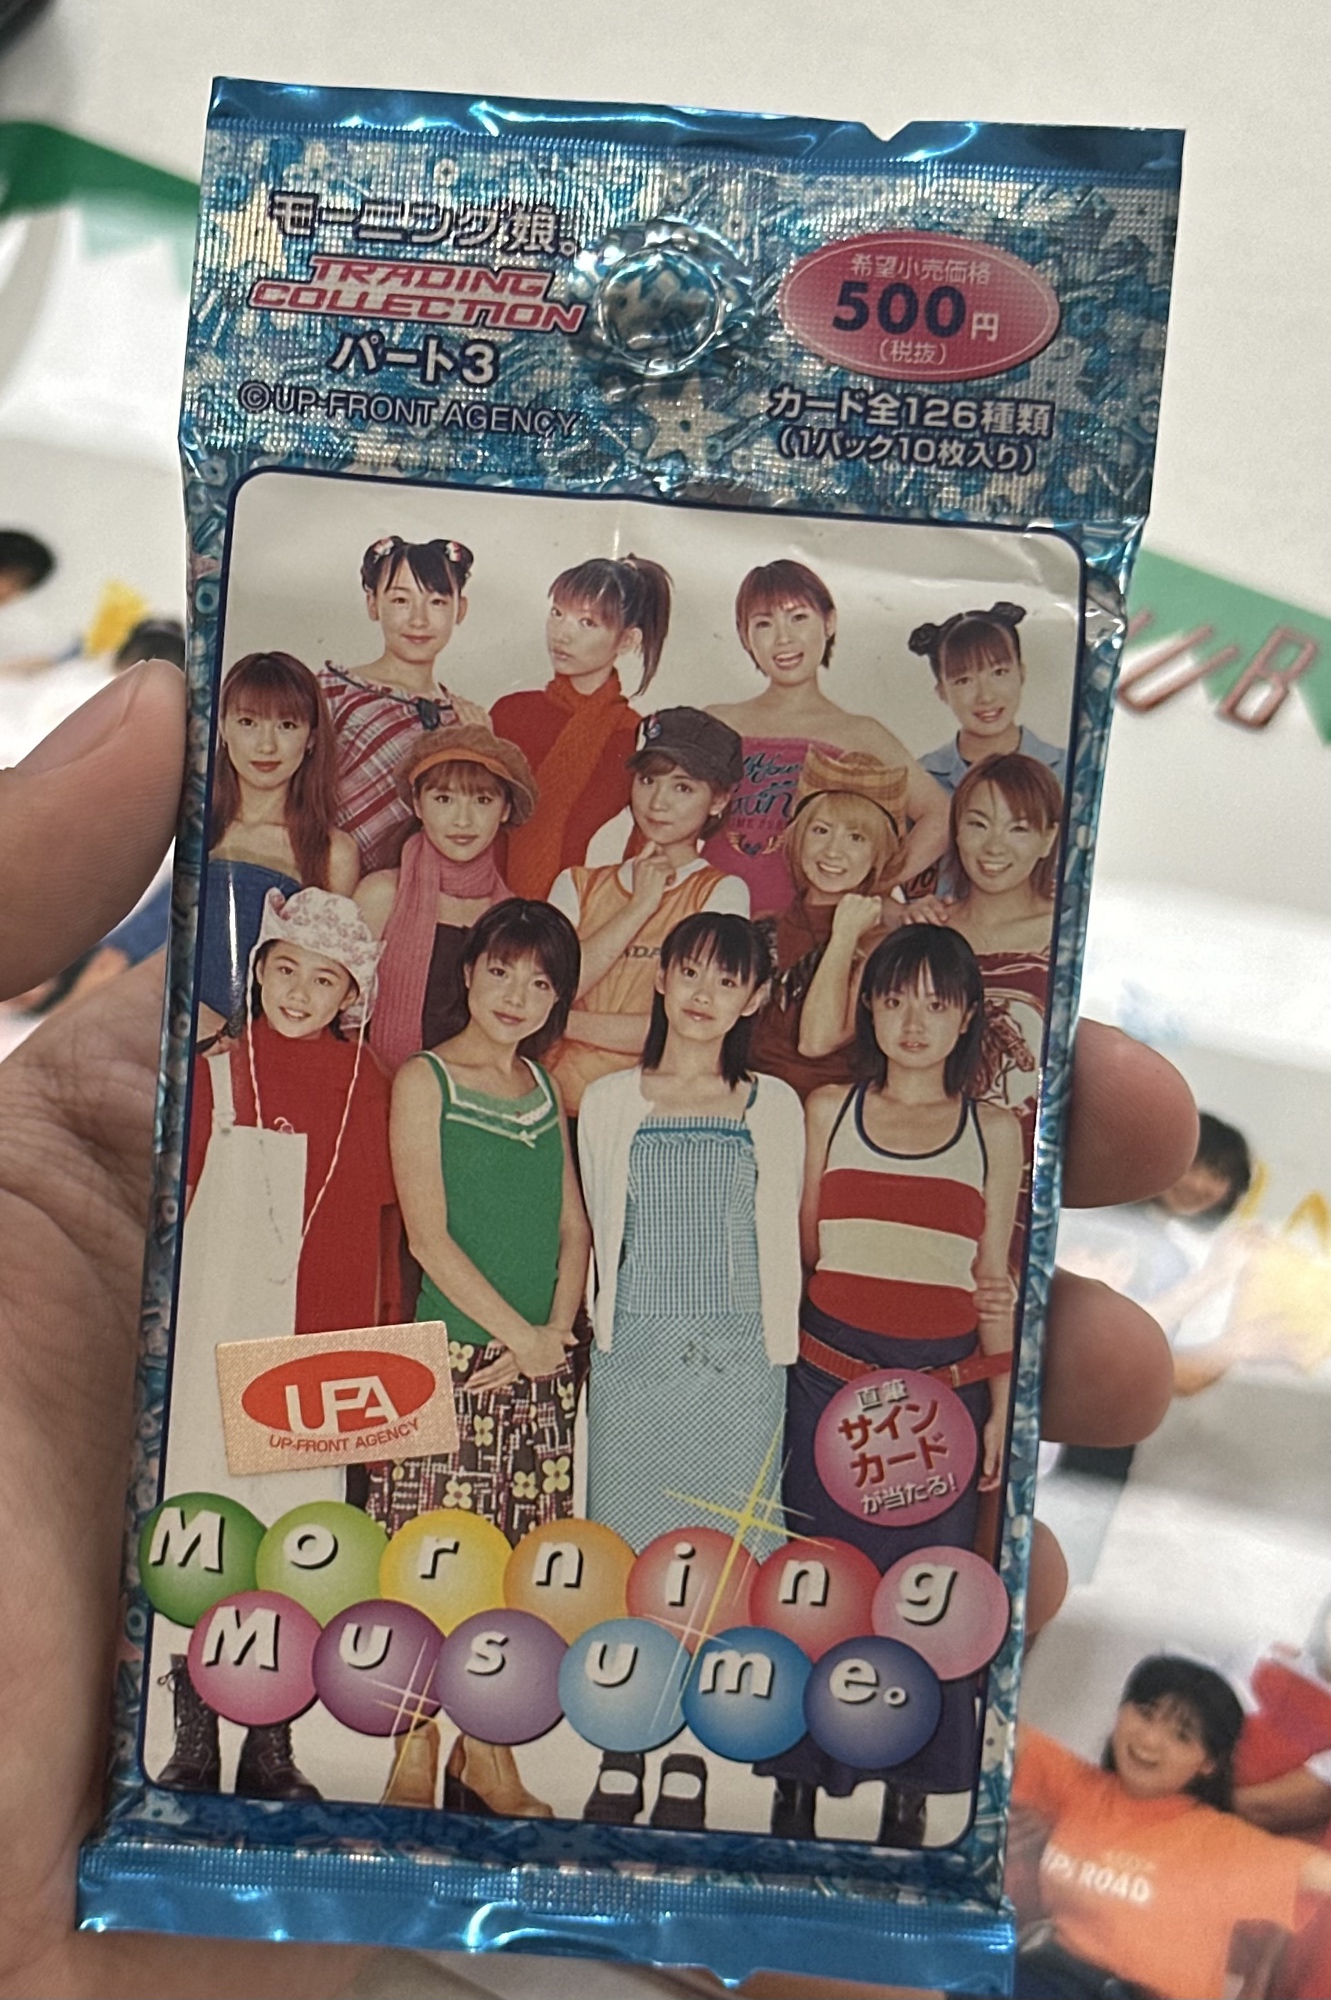 モーニング娘。
TRADING
COLLECTION
パート3
©UP-FRONT AGENCY
希望小売価格
500円
(税抜)
カード全126種類
(1パック10枚入り)
UFA
UP-FRONT AGENCY
直筆
サイン
カード
が当たる!
Morning
Musume。
UB
ROAD